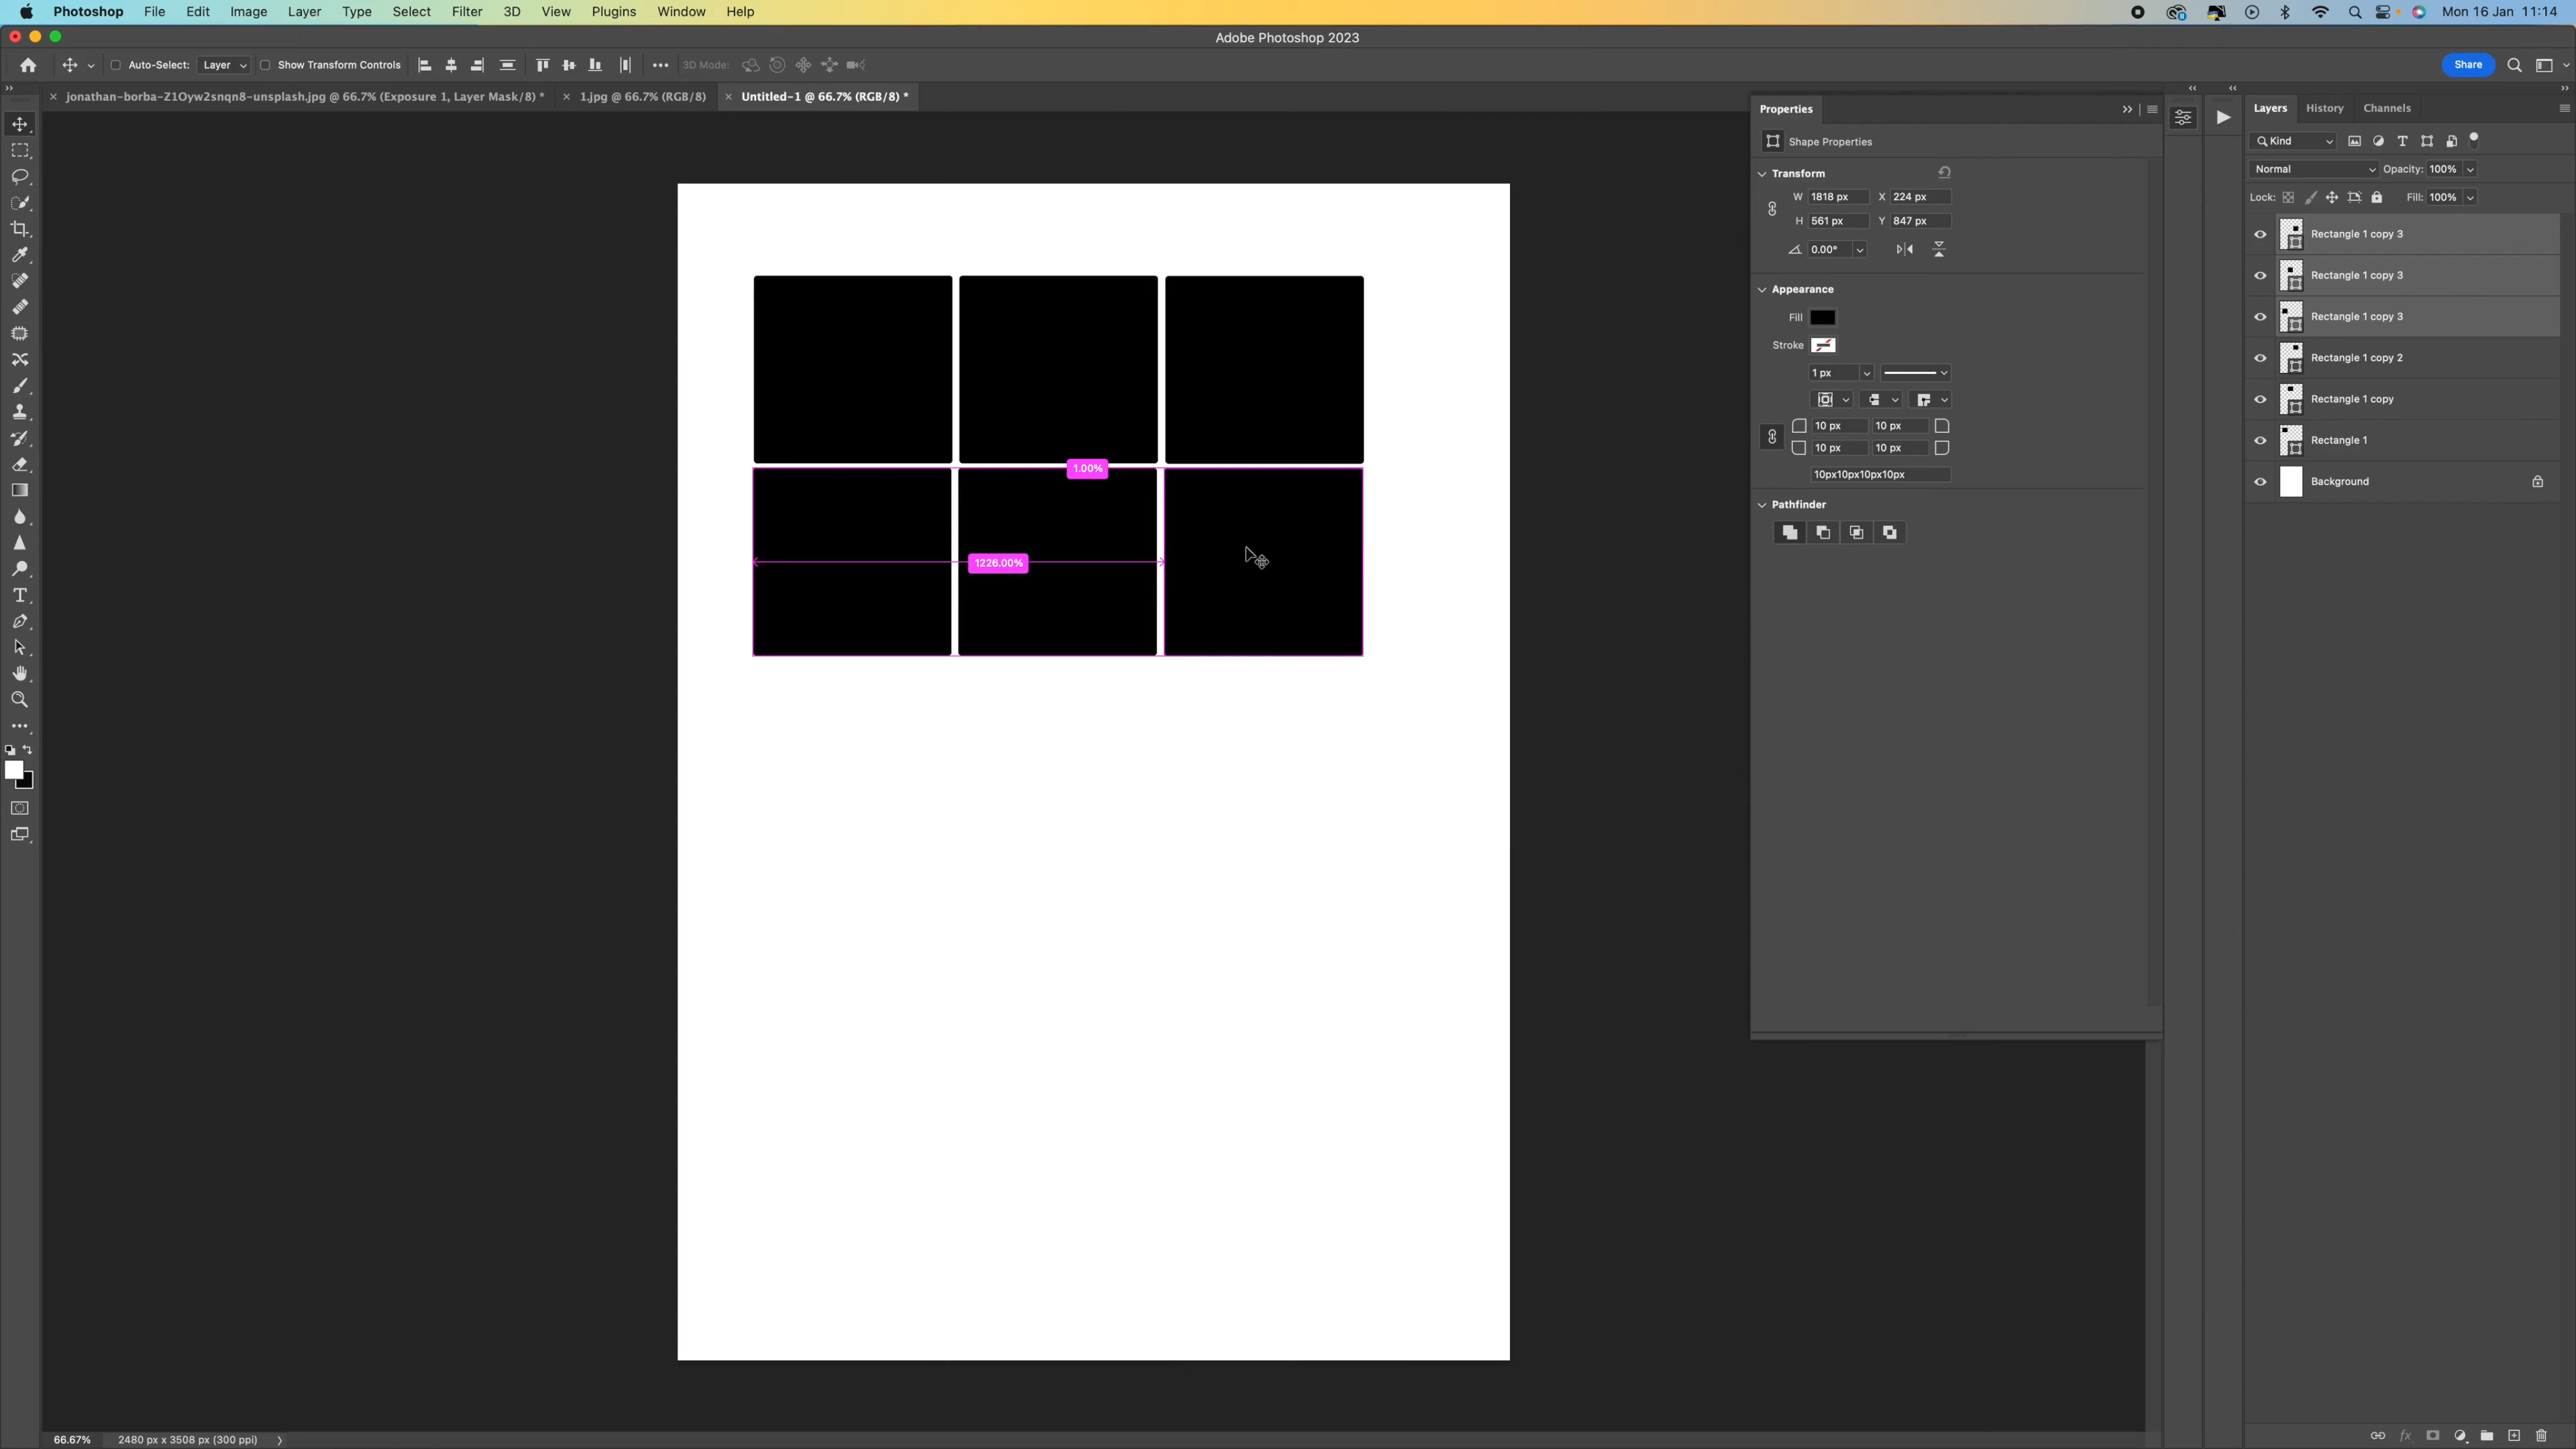 Photoshop File Edit Image Layer Type Select Filter 3D View Plugins Window Help Mon 16 Jan 11:14
Adobe Photoshop 2023
Auto-Select: Layer Show Transform Controls 3D Mode: Share
jonathan-borba-Z1Oyw2snqn8-unsplash.jpg @ 66.7% (Exposure 1, Layer Mask/8) * 1.jpg @ 66.7% (RGB/8) Untitled-1 @ 66.7% (RGB/8) *
Properties
Shape Properties
Transform
W 1818 px X 224 px
H 561 px Y 847 px
0.00°
Appearance
Fill
Stroke
1 px
10 px 10 px
10 px 10 px
10px10px10px10px
Pathfinder
Layers History Channels
Kind
Normal Opacity: 100%
Lock: Fill: 100%
Rectangle 1 copy 3
Rectangle 1 copy 3
Rectangle 1 copy 3
Rectangle 1 copy 2
Rectangle 1 copy
Rectangle 1
Background
1.00%
1226.00%
66.67% 2480 px x 3508 px (300 ppi)